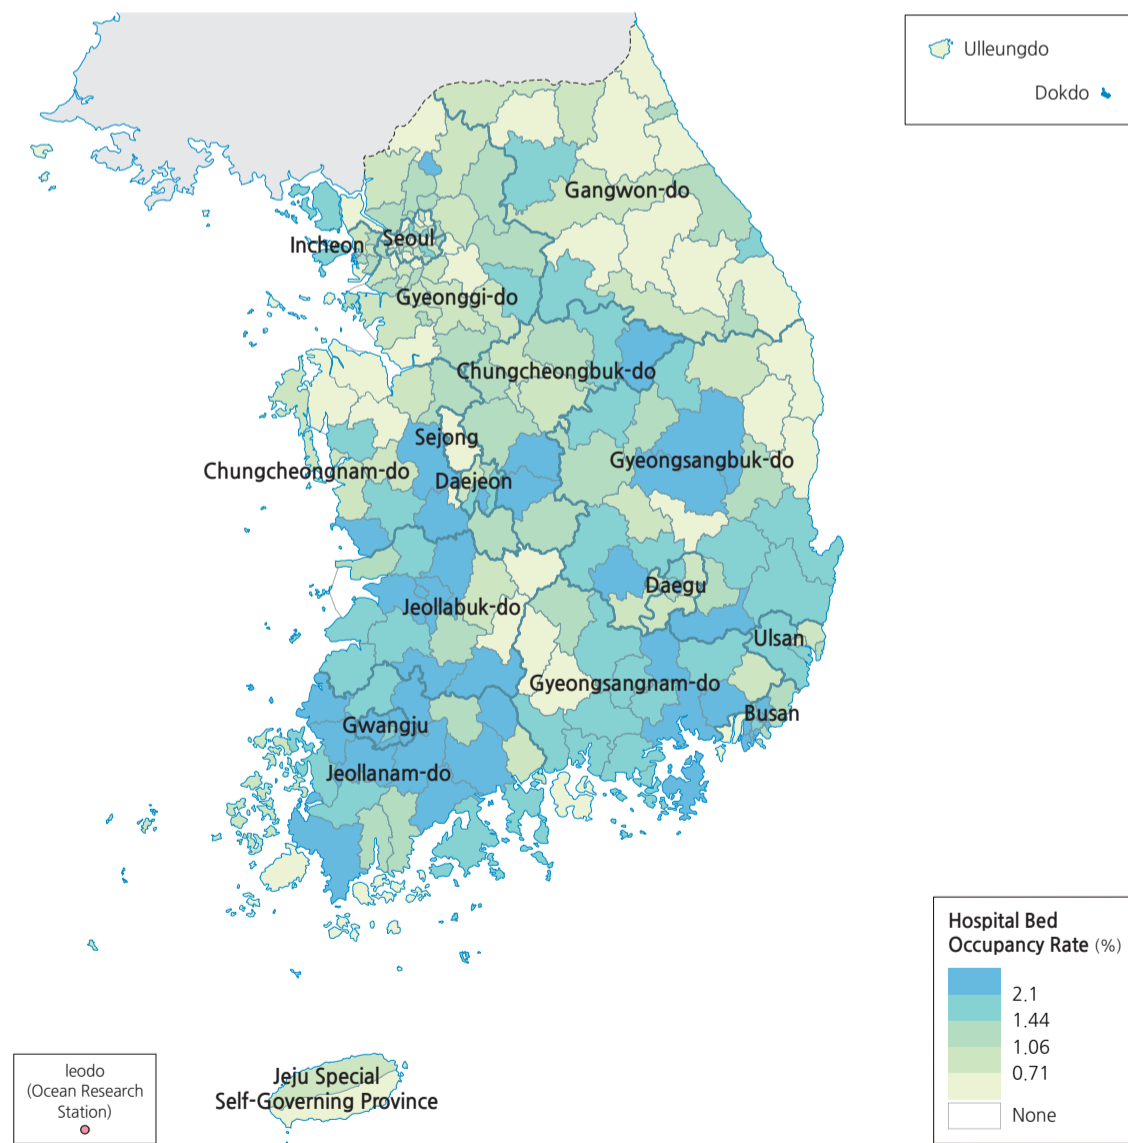 Ulleungdo
Dokdo
Gangwon-do
Incheon
Seoul
Gyeonggi-do
Chungcheongbuk-do
Sejong
Gyeongsangbuk-do
Chungcheongnam-do
Daejeon
Daegu
Jeollabuk-do
Ulsan
Gyeongsangnam-do
Busan
Gwangju
Jeollanam-do
Hospital Bed
Occupancy Rate (%)
2.1
1.44
1.06
0.71
None
Ieodo
(Ocean Research
Station)
Jeju Special
Self-Governing Province